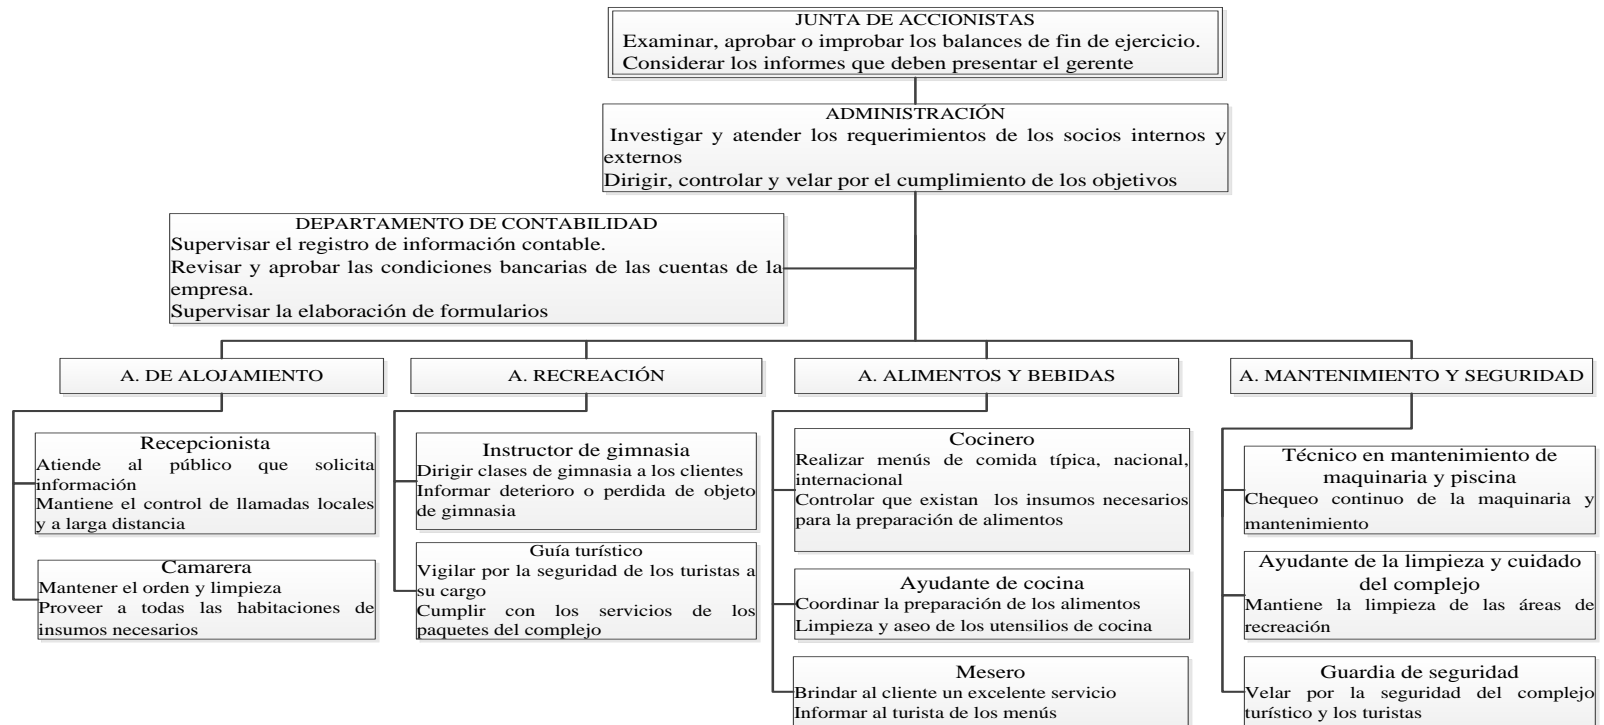 JUNTA DE ACCIONISTAS
Examinar, aprobar o improbar los balances de fin de ejercicio.
Considerar los informes que deben presentar el gerente
ADMINISTRACIÓN
Investigar y atender los requerimientos de los socios internos y
externos
Dirigir, controlar y velar por el cumplimiento de los objetivos
DEPARTAMENTO DE CONTABILIDAD
Supervisar el registro de información contable.
Revisar y aprobar las condiciones bancarias de las cuentas de la
empresa.
Supervisar la elaboración de formularios
A. DE ALOJAMIENTO
Recepcionista
Atiende al público que solicita
información
Mantiene el control de llamadas locales
y a larga distancia
Camarera
Mantener el orden y limpieza
Proveer a todas las habitaciones de
insumos necesarios
A. RECREACIÓN
Instructor de gimnasia
Dirigir clases de gimnasia a los clientes
Informar deterioro o perdida de objeto
de gimnasia
Guía turístico
Vigilar por la seguridad de los turistas a
su cargo
Cumplir con los servicios de los
paquetes del complejo
A. ALIMENTOS Y BEBIDAS
Cocinero
Realizar menús de comida típica, nacional,
internacional
Controlar que existan los insumos necesarios
para la preparación de alimentos
Ayudante de cocina
Coordinar la preparación de los alimentos
Limpieza y aseo de los utensilios de cocina
Mesero
Brindar al cliente un excelente servicio
Informar al turista de los menús
A. MANTENIMIENTO Y SEGURIDAD
Técnico en mantenimiento de
maquinaria y piscina
Chequeo continuo de la maquinaria y
mantenimiento
Ayudante de la limpieza y cuidado
del complejo
Mantiene la limpieza de las áreas de
recreación
Guardia de seguridad
Velar por la seguridad del complejo
turístico y los turistas